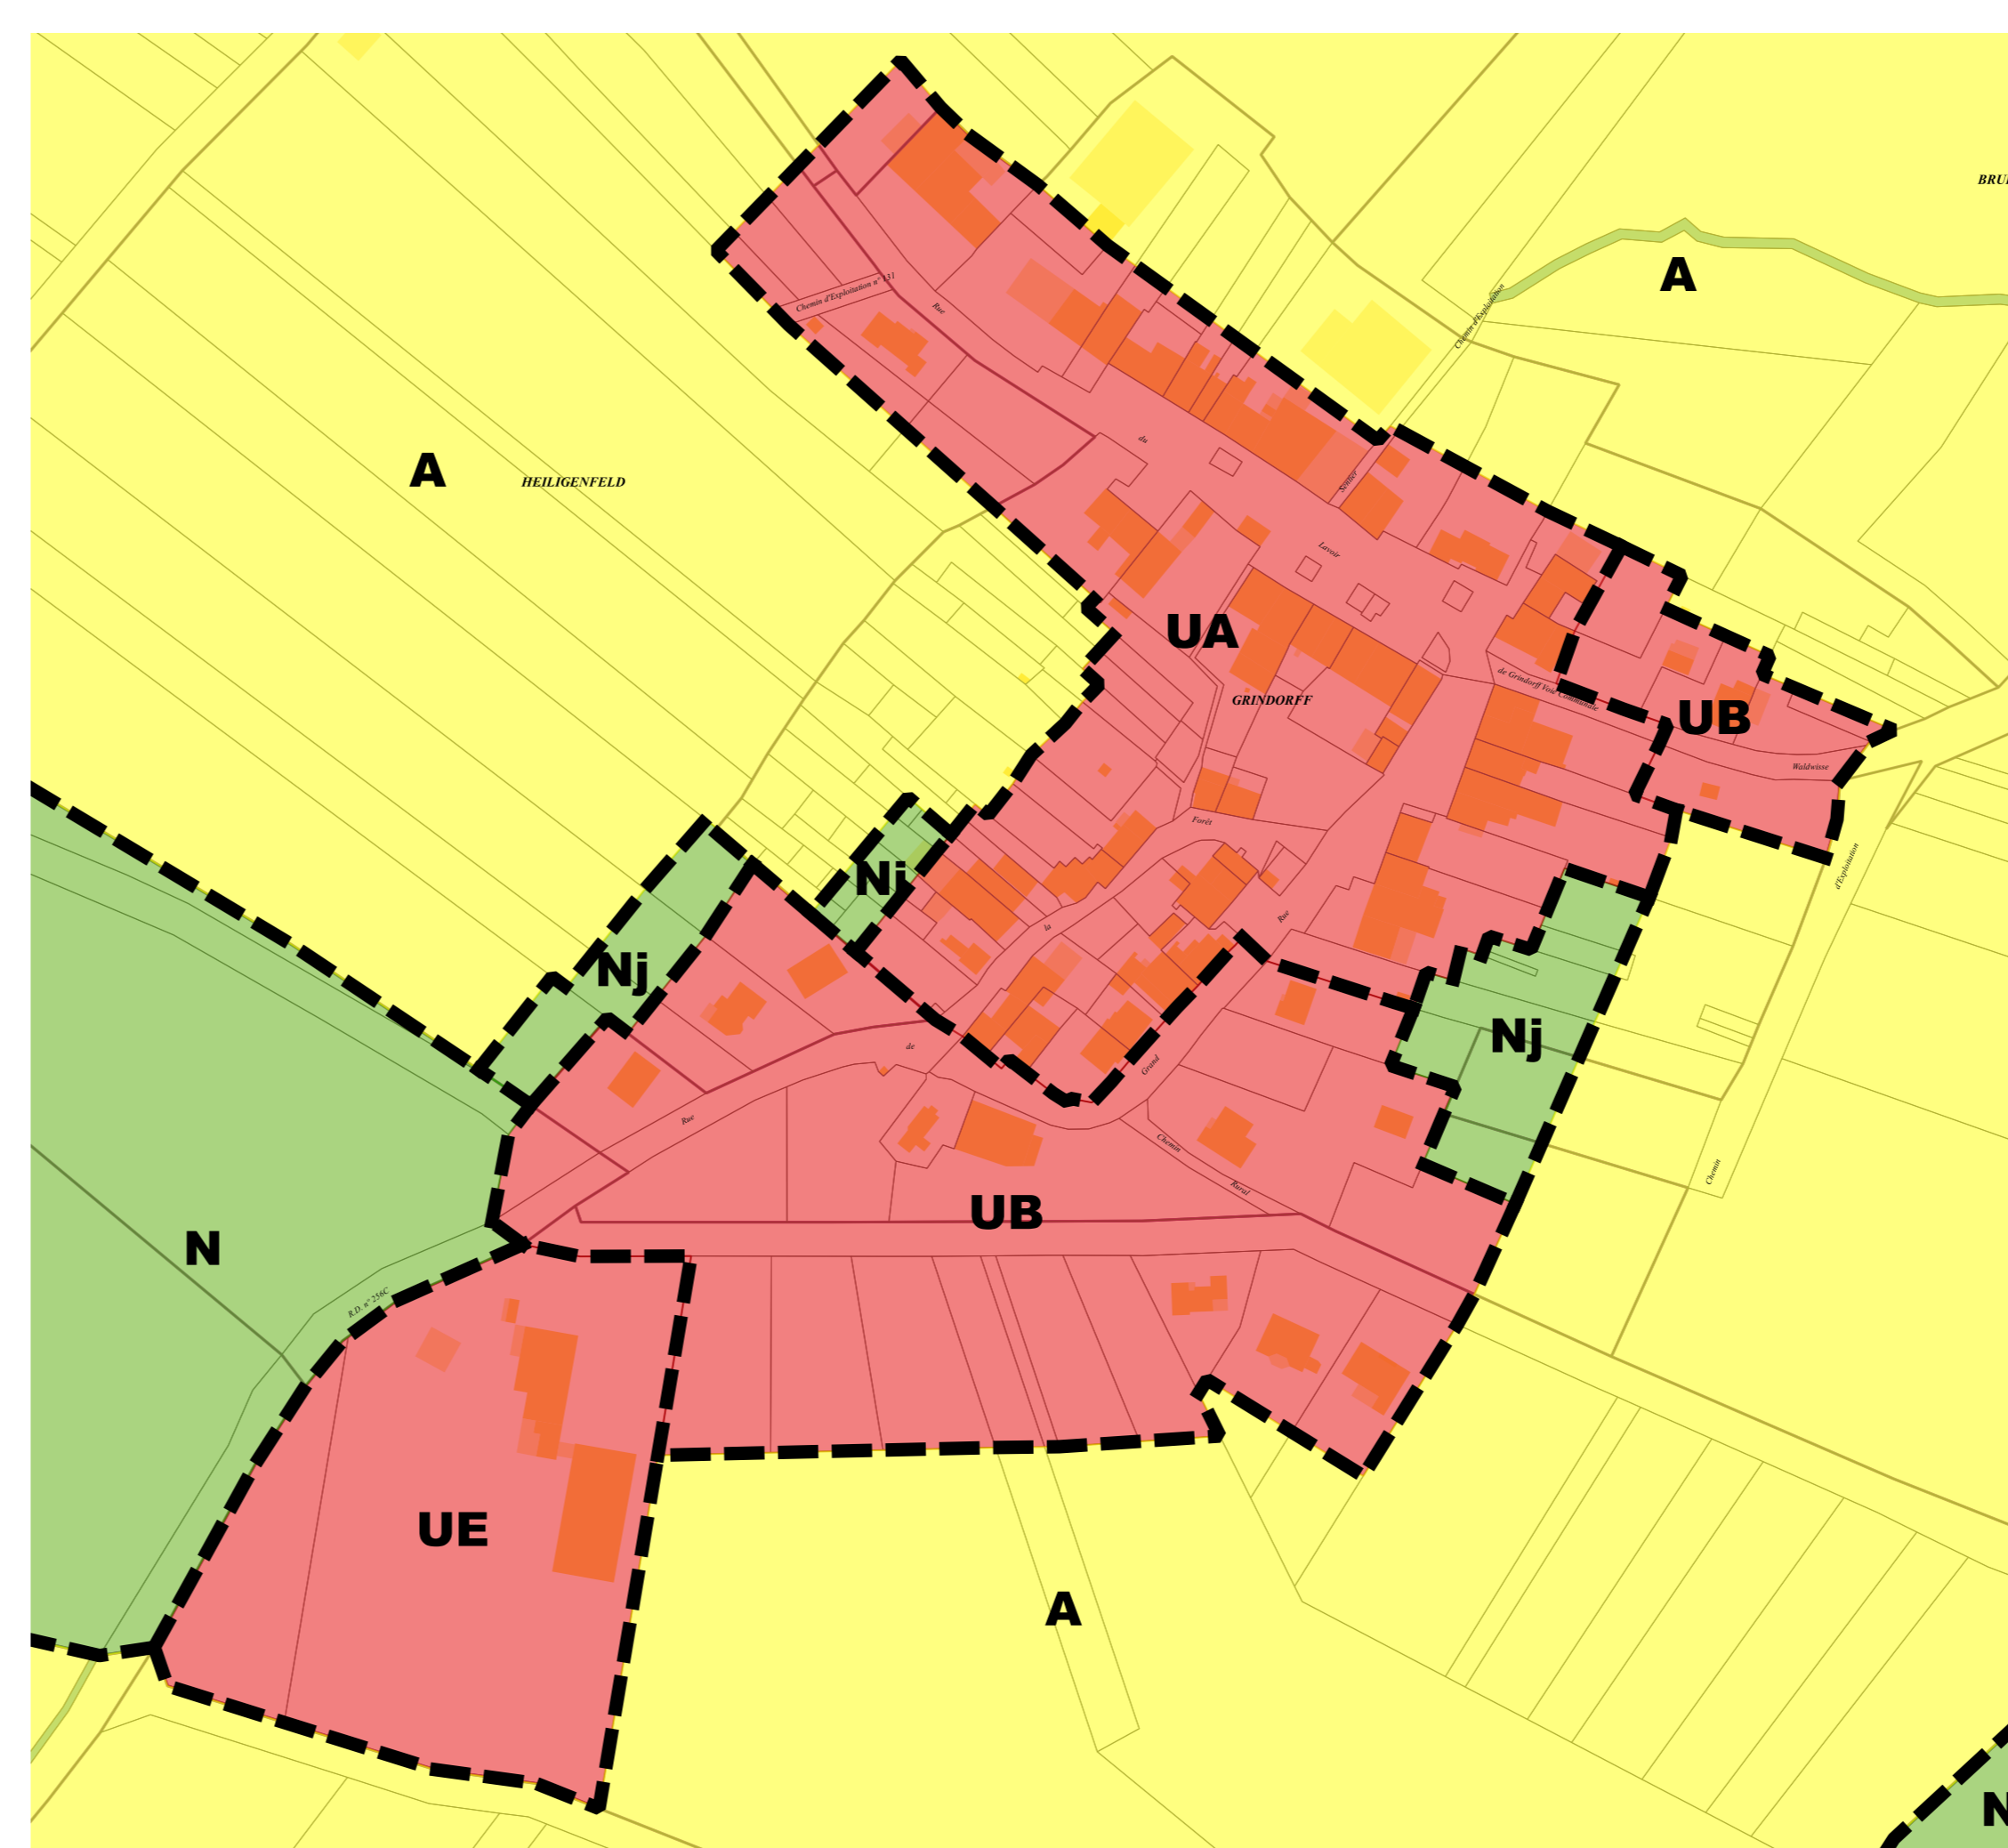 BRU
A
Chemin d'Exploitation n° 131
Rue
Chemin d'Exploitation
du
A
HEILIGENFELD
Sentier
Lavoir
UA
de Grindorff Voie Communale
GRINDORFF
UB
Waldwisse
Forêt
Nj
d'Exploitation
Rue
la
Nj
Nj
de
Grand
Rue
Chemin
Chemin
Rural
UB
N
R.D. n° 256C
UE
A
N